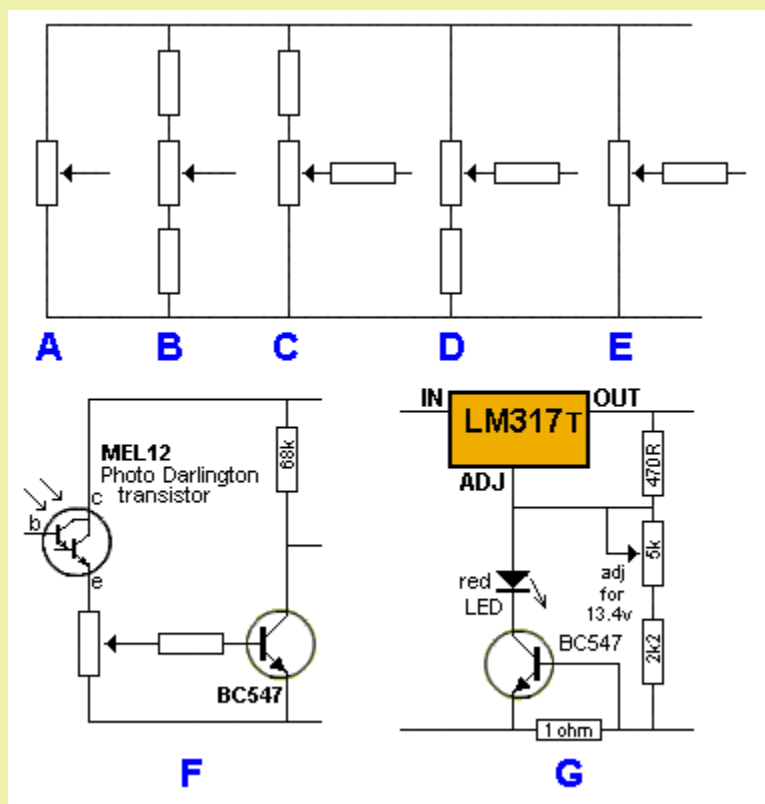 A B C D E
MEL12
Photo Darlington
transistor
c
b
e
68k
BC547
F
IN
OUT
LM317T
ADJ
470R
5k
adj
for
13.4v
red
LED
BC547
2k2
1 ohm
G